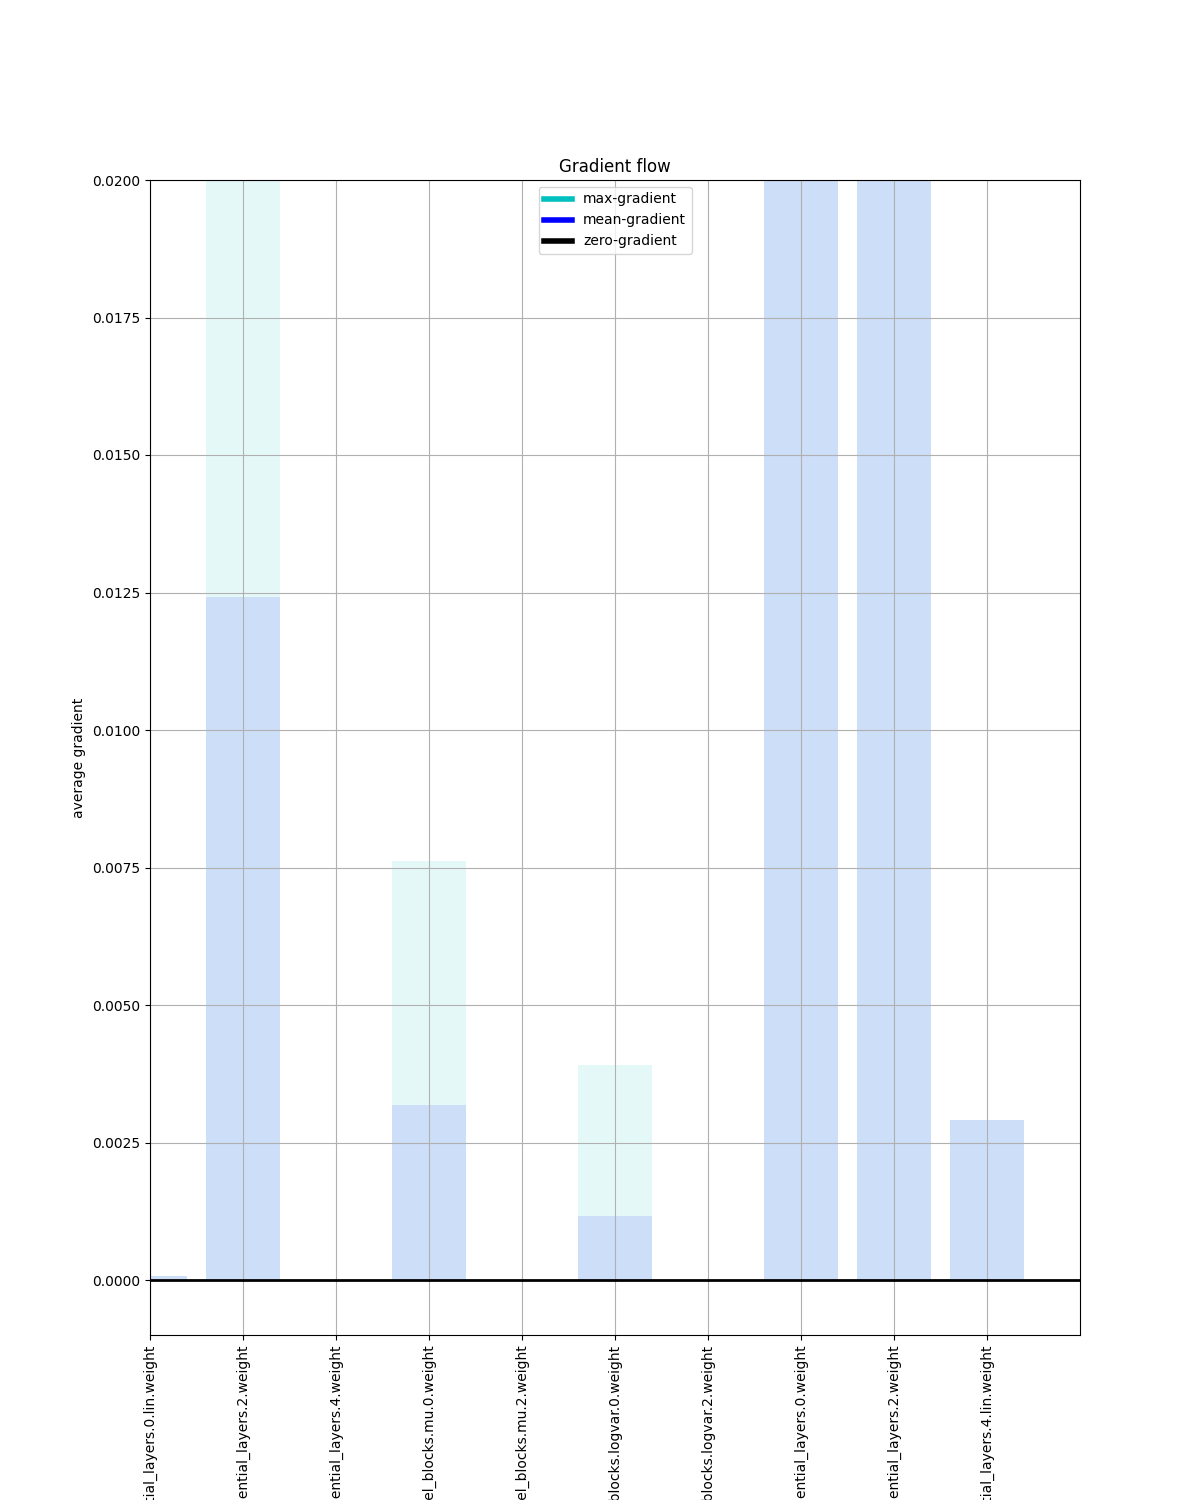 Gradient flow
max-gradient
mean-gradient
zero-gradient
0.0200
0.0175
0.0150
0.0125
0.0100
0.0075
0.0050
0.0025
0.0000
average gradient
tial_layers.0.lin.weight
ential_layers.2.weight
ential_layers.4.weight
el_blocks.mu.0.weight
el_blocks.mu.2.weight
blocks.logvar.0.weight
blocks.logvar.2.weight
ential_layers.0.weight
ential_layers.2.weight
tial_layers.4.lin.weight